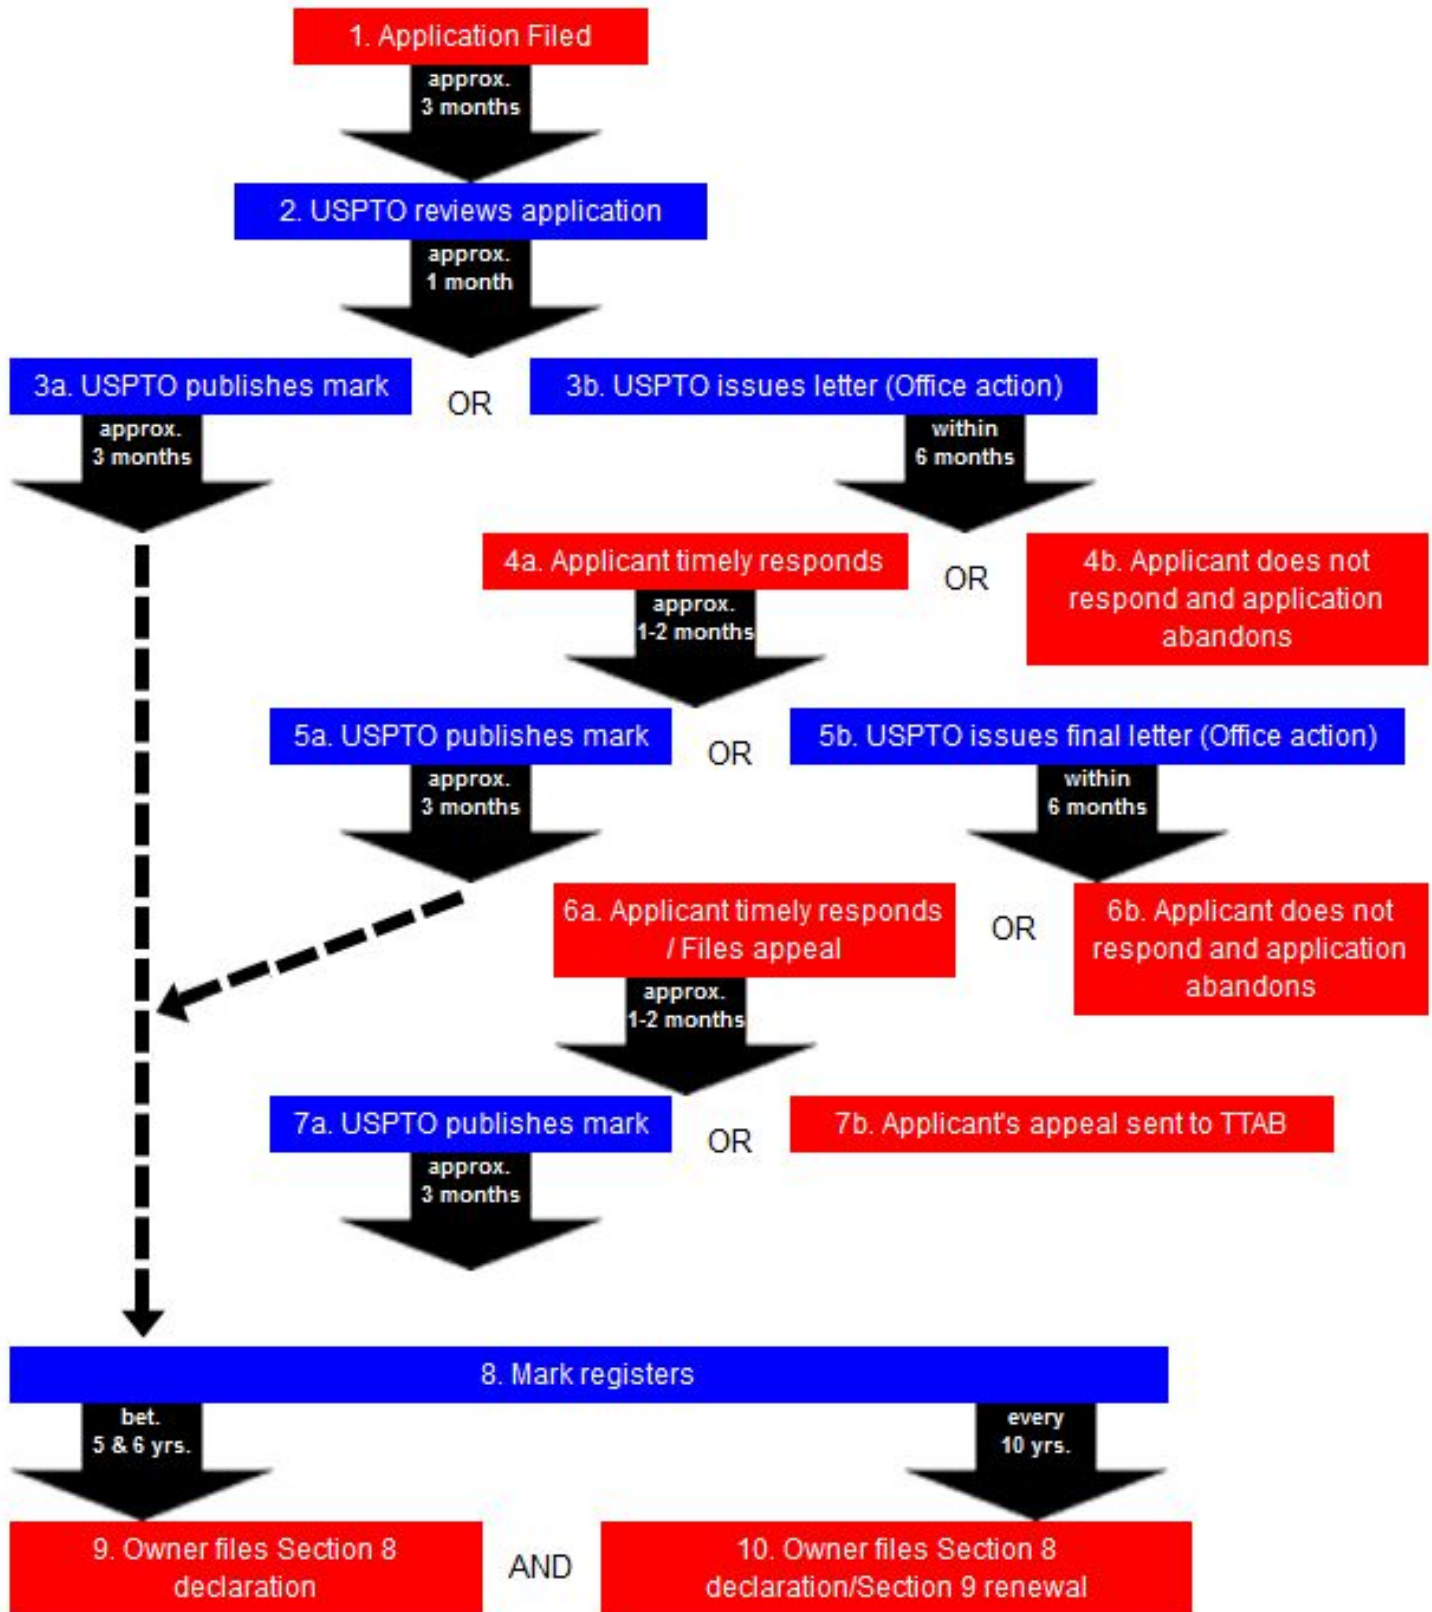 1. Application Filed
approx.
3 months
2. USPTO reviews application
approx.
1 month
3a. USPTO publishes mark
OR
3b. USPTO issues letter (Office action)
approx.
3 months
within
6 months
4a. Applicant timely responds
OR
4b. Applicant does not
respond and application
abandons
approx.
1-2 months
5a. USPTO publishes mark
OR
5b. USPTO issues final letter (Office action)
approx.
3 months
within
6 months
6a. Applicant timely responds
/ Files appeal
OR
6b. Applicant does not
respond and application
abandons
approx.
1-2 months
7a. USPTO publishes mark
OR
7b. Applicant's appeal sent to TTAB
approx.
3 months
8. Mark registers
bet.
5 & 6 yrs.
every
10 yrs.
9. Owner files Section 8
declaration
AND
10. Owner files Section 8
declaration/Section 9 renewal